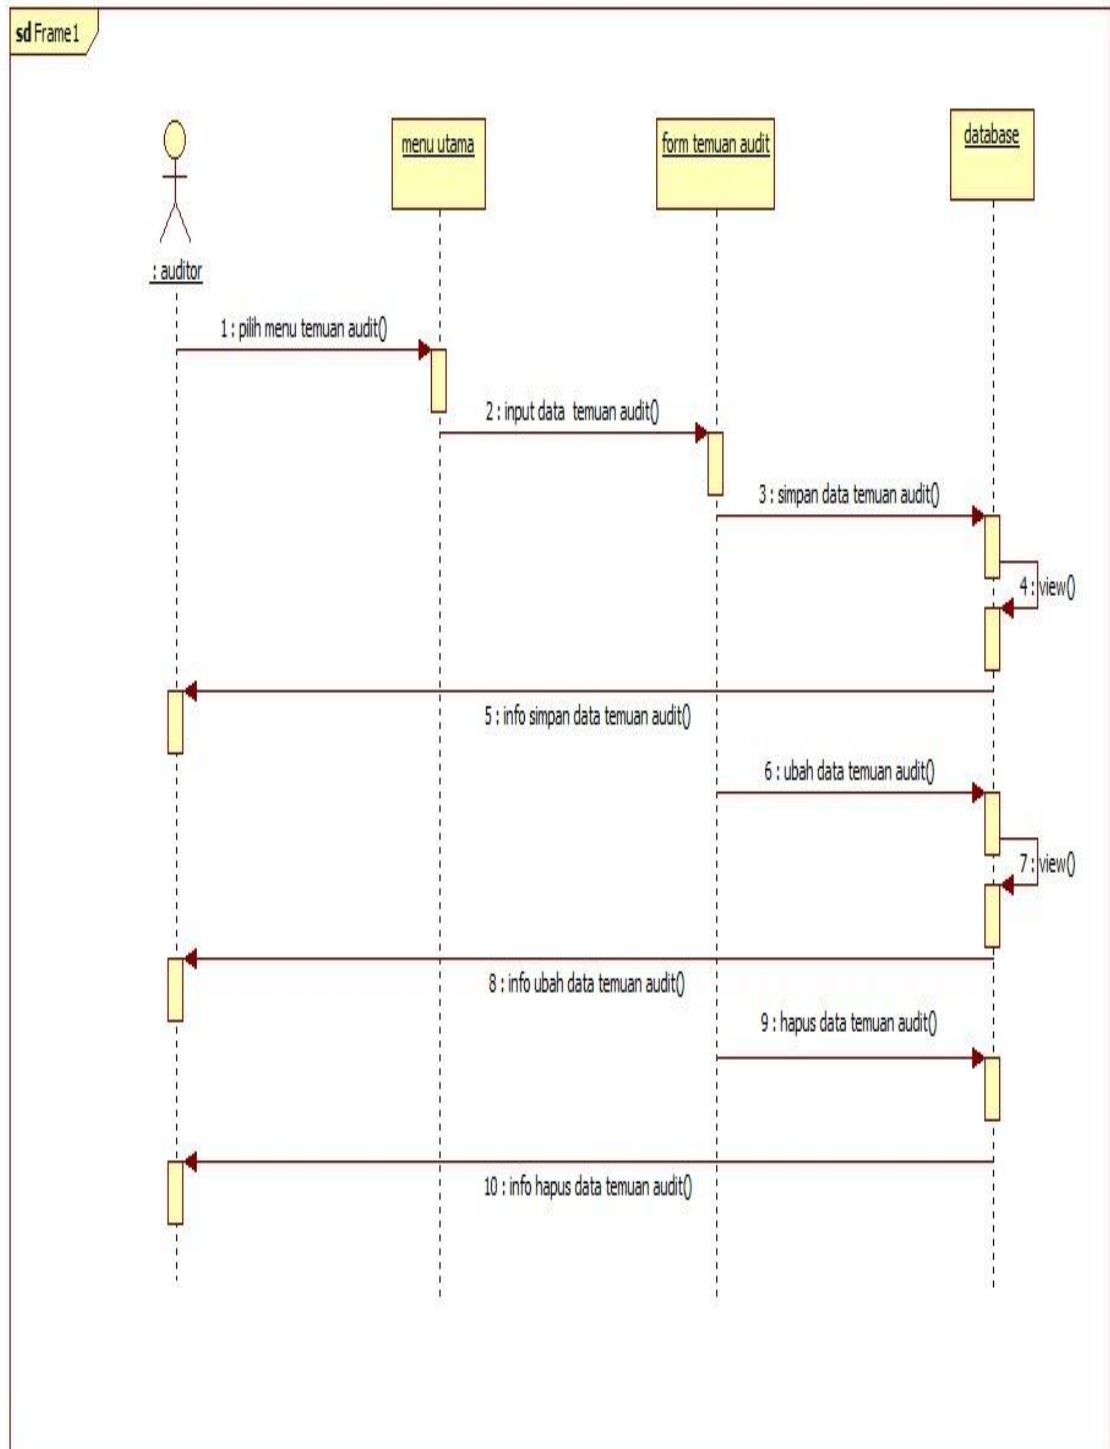 sd Frame1
menu utama
form temuan audit
database
: auditor
1 : pilih menu temuan audit()
2 : input data temuan audit()
3 : simpan data temuan audit()
4 : view()
5 : info simpan data temuan audit()
6 : ubah data temuan audit()
7 : view()
8 : info ubah data temuan audit()
9 : hapus data temuan audit()
10 : info hapus data temuan audit()